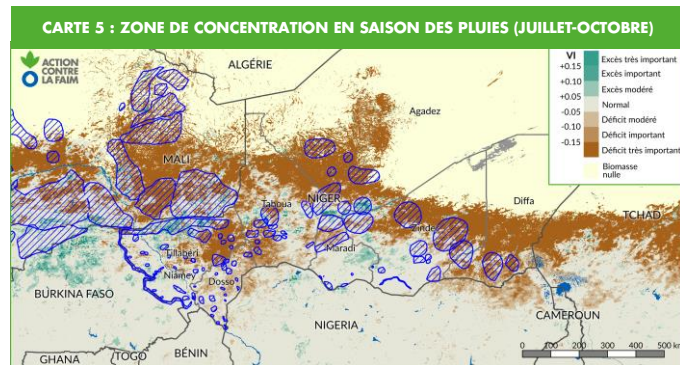 CARTE 5 : ZONE DE CONCENTRATION EN SAISON DES PLUIES (JUILLET-OCTOBRE)
ACTION
CONTRE
LA FAIM
ALGÉRIE
VI
+0.15
+0.10
+0.05
-0.05
-0.10
-0.15
Excès très important
Excès important
Excès modéré
Normal
Déficit modéré
Déficit important
Déficit très important
Biomasse
nulle
Agadez
MALI
NIGER
Tahoua
Diffa
TCHAD
Zinder
Maradi
Tillabéri
Niamey
Dosso
BURKINA FASO
NIGERIA
CAMEROUN
BÉNIN
TOGO
GHANA
0 100 200 300 400 500 km